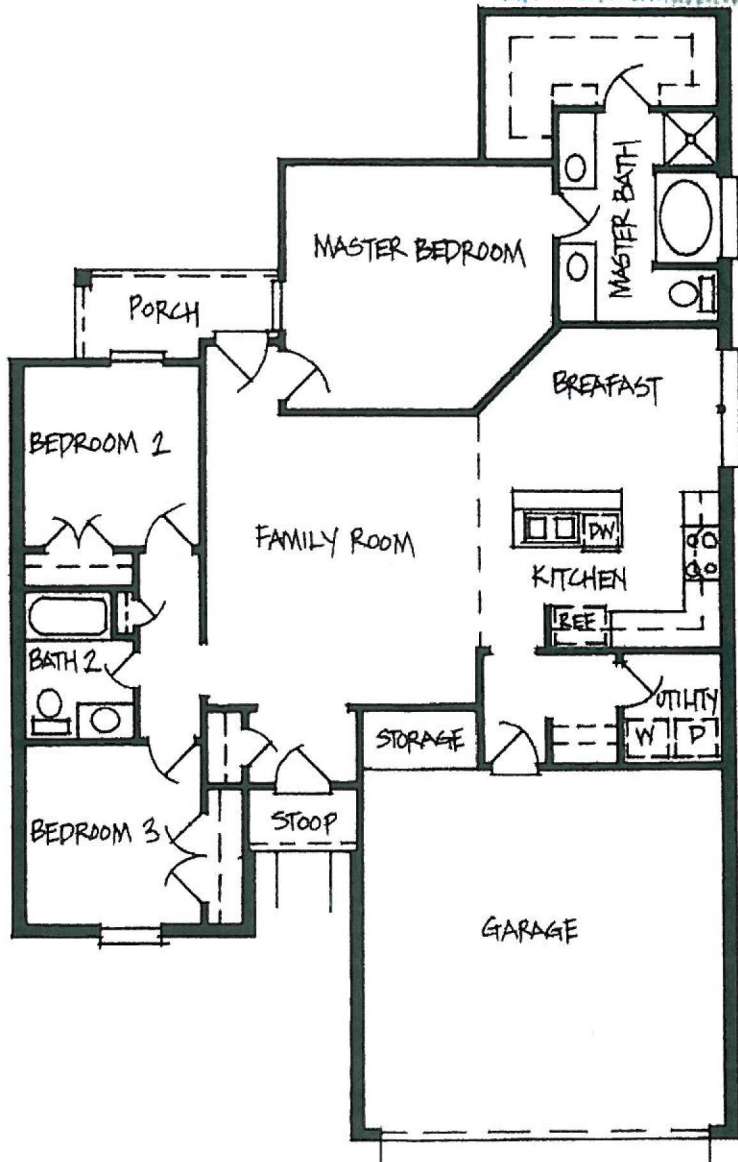 MASTER BATH
MASTER BEDROOM
PORCH
BREAFAST
BEDROOM 2
FAMILY ROOM
DW
KITCHEN
REF
BATH 2
UTILITY
W
D
STORAGE
STOOP
BEDROOM 3
GARAGE